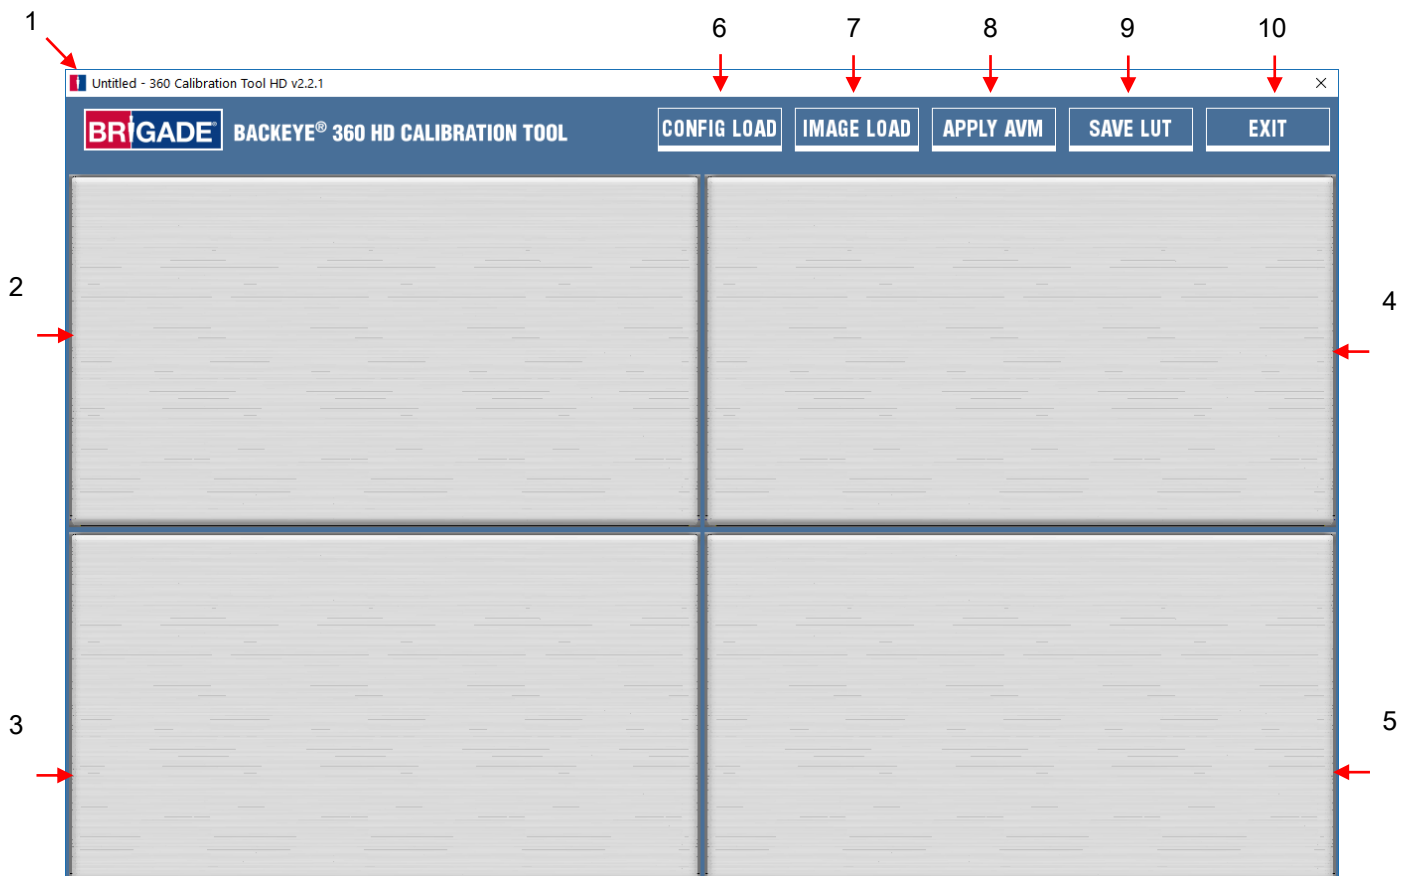 1
6 7 8 9 10
Untitled - 360 Calibration Tool HD v2.2.1
BRIGADE® BACKEYE® 360 HD CALIBRATION TOOL
CONFIG LOAD IMAGE LOAD APPLY AVM SAVE LUT EXIT
2
4
3
5